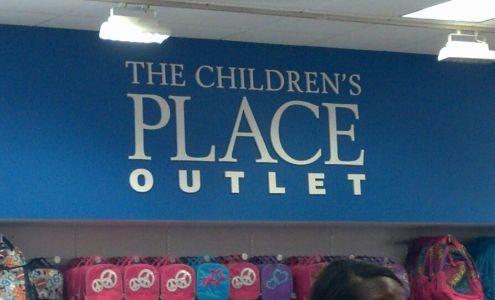 THE CHILDREN'S
PLACE
OUTLET